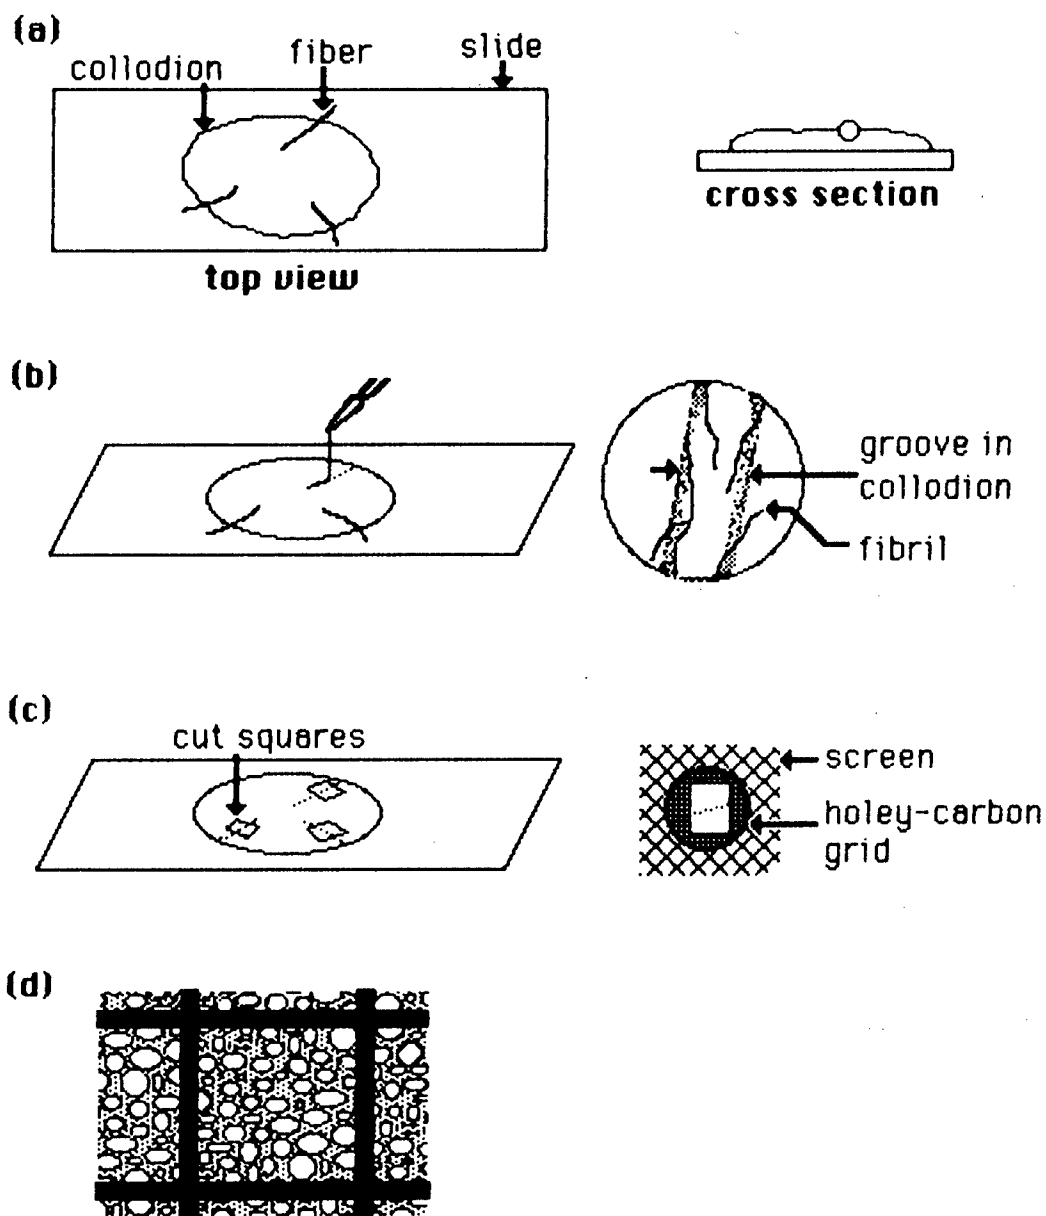 (a)
collodion
fiber
slide
top view
cross section
(b)
groove in
collodion
fibril
(c)
cut squares
screen
holey-carbon
grid
(d)